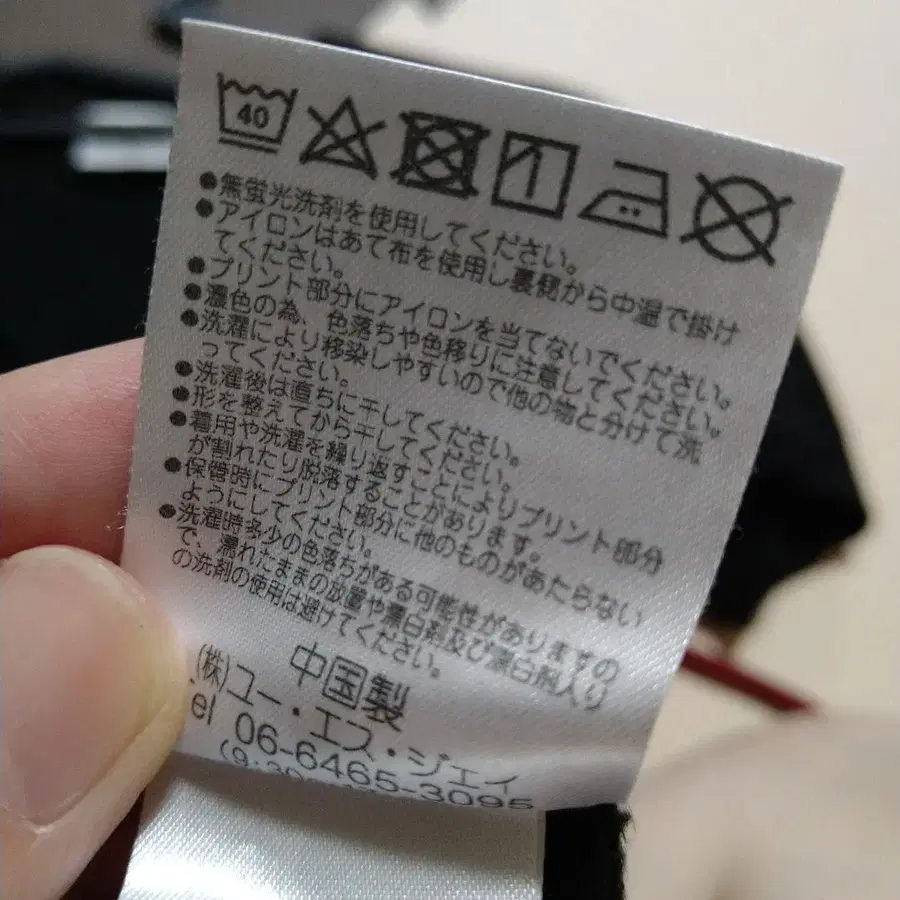 40
●無蛍光洗剤を使用してください。
●アイロンはあて布を使用し裏側から中温で掛け
てください。
●プリント部分にアイロンを当てないでください。
●濃色の為、色落ちや色移りに注意してください。
●洗濯により移染しやすいので他の物と分けて洗
ってください。
●洗濯後は直ちに干してください。
●形を整えてから干してください。
●着用や洗濯を繰り返すことによりプリント部分
が割れたり脱落することがあります。
●保管時にプリント部分に他のものがあたらない
ようにしてください。
●洗濯時多少の色落ちがある可能性がありますの
で、濡れたままの放置や漂白剤及び漂白剤入り
の洗剤の使用は避けてください。
中国製
(株)ユー・エス・ジェイ
el 06-6465-3095
(9:30